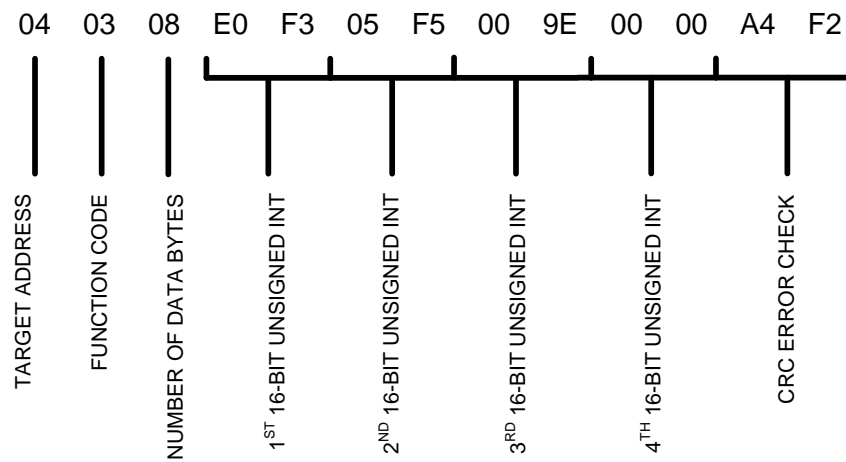 04 03 08 E0 F3 05 F5 00 9E 00 00 A4 F2
TARGET ADDRESS
FUNCTION CODE
NUMBER OF DATA BYTES
1ST 16-BIT UNSIGNED INT
2ND 16-BIT UNSIGNED INT
3RD 16-BIT UNSIGNED INT
4TH 16-BIT UNSIGNED INT
CRC ERROR CHECK